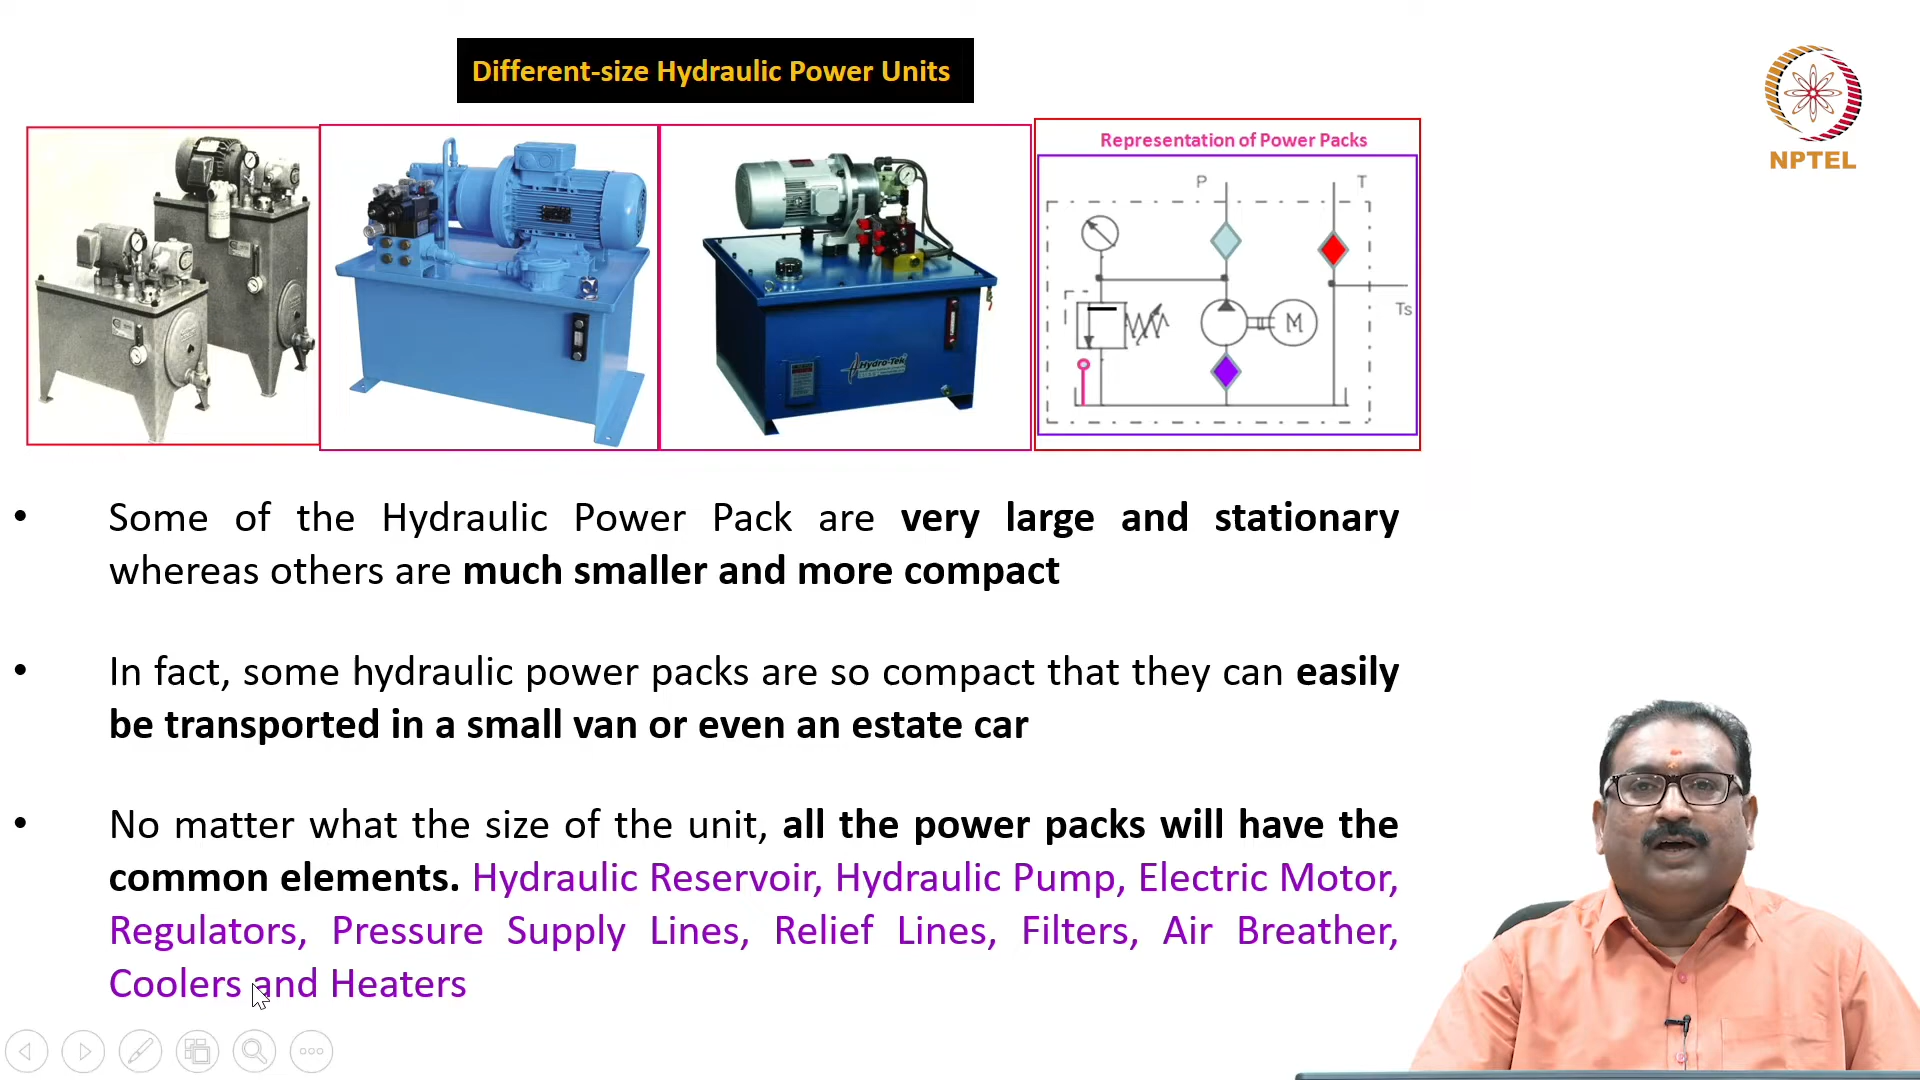 Different-size Hydraulic Power Units
NPTEL
Representation of Power Packs
P
T
Ts
M
Hydro-Tek
• Some of the Hydraulic Power Pack are very large and stationary
whereas others are much smaller and more compact
• In fact, some hydraulic power packs are so compact that they can easily
be transported in a small van or even an estate car
• No matter what the size of the unit, all the power packs will have the
common elements. Hydraulic Reservoir, Hydraulic Pump, Electric Motor,
Regulators, Pressure Supply Lines, Relief Lines, Filters, Air Breather,
Coolers and Heaters